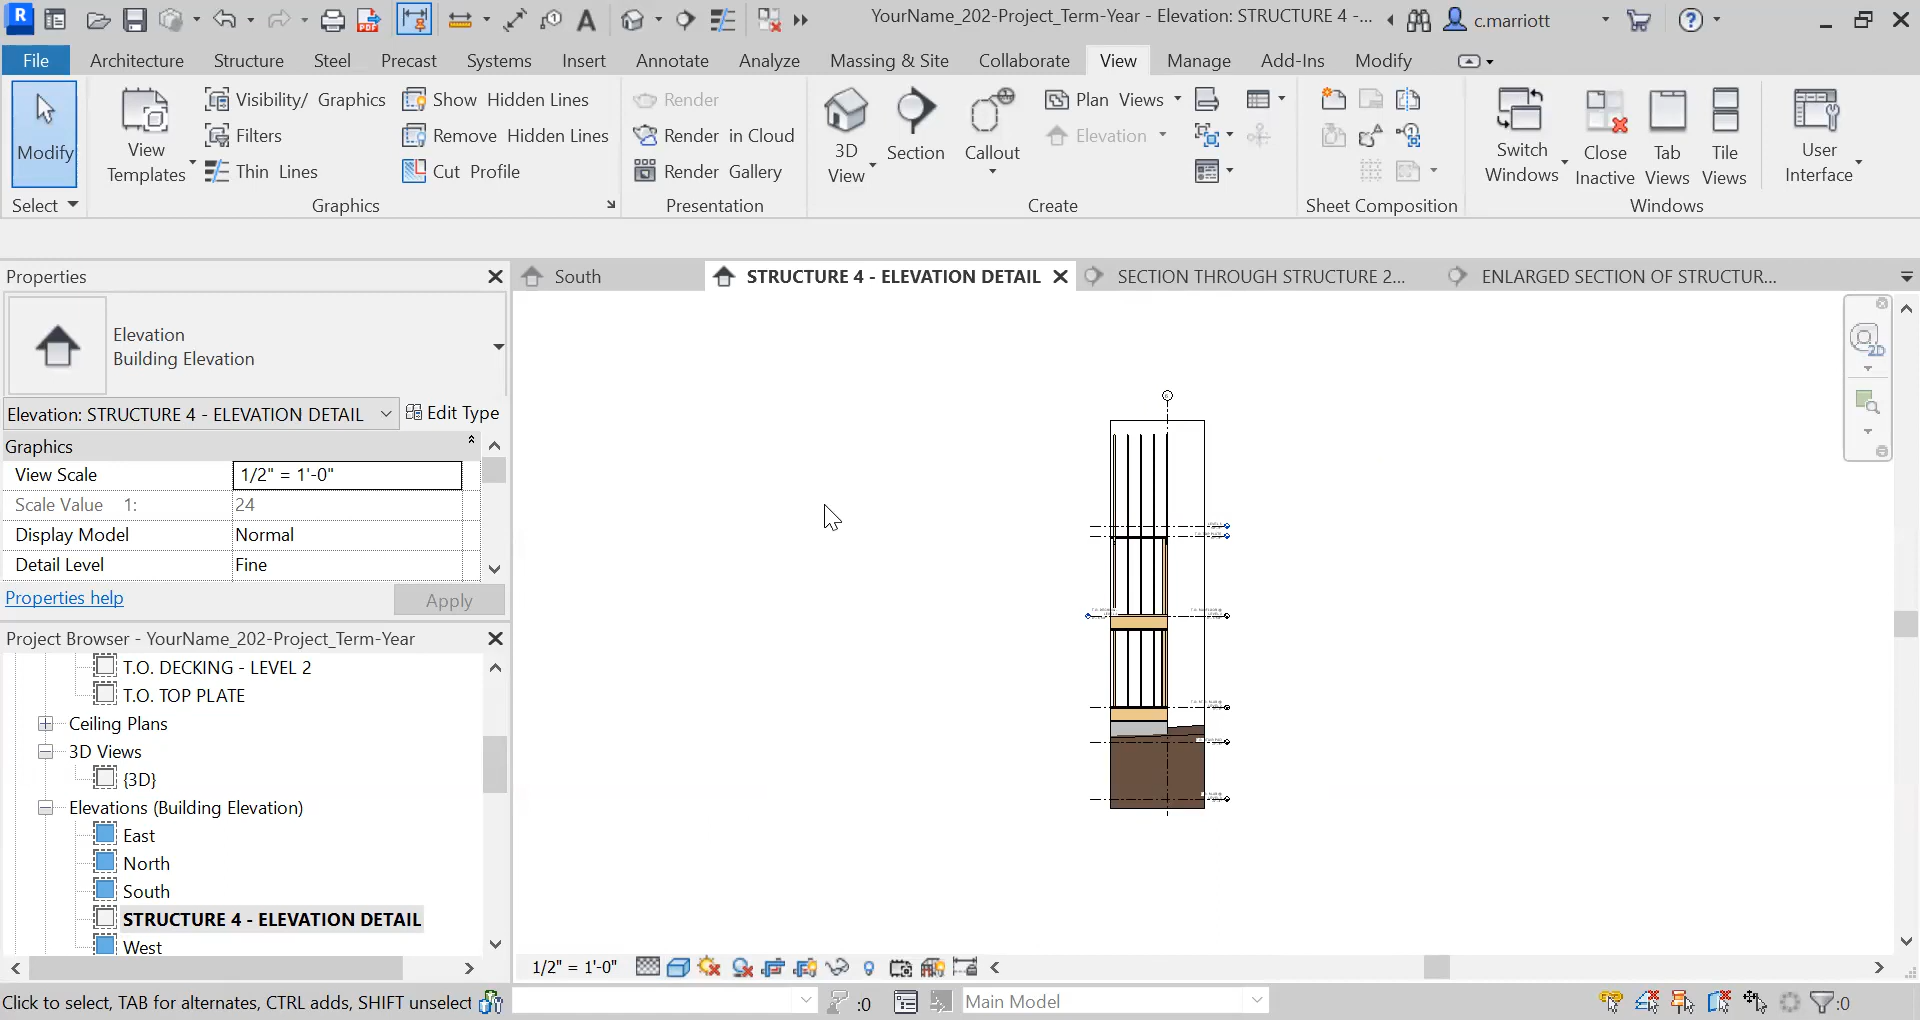 R
YourName_202-Project_Term-Year - Elevation: STRUCTURE 4 -...
c.marriott
File Architecture Structure Steel Precast Systems Insert Annotate Analyze Massing & Site Collaborate View Manage Add-Ins Modify
Modify
Select
View
Templates
Visibility/ Graphics
Filters
Thin Lines
Show Hidden Lines
Remove Hidden Lines
Cut Profile
Graphics
Render
Render in Cloud
Render Gallery
Presentation
3D
View
Section
Callout
Plan Views
Elevation
Create
Sheet Composition
Switch
Windows
Close
Inactive
Tab
Views
Tile
Views
Windows
User
Interface
Properties
South
STRUCTURE 4 - ELEVATION DETAIL
SECTION THROUGH STRUCTURE 2...
ENLARGED SECTION OF STRUCTUR...
Elevation
Building Elevation
Elevation: STRUCTURE 4 - ELEVATION DETAIL
Edit Type
Graphics
View Scale 1/2" = 1'-0"
Scale Value 1: 24
Display Model Normal
Detail Level Fine
Properties help
Apply
Project Browser - YourName_202-Project_Term-Year
T.O. DECKING - LEVEL 2
T.O. TOP PLATE
Ceiling Plans
3D Views
{3D}
Elevations (Building Elevation)
East
North
South
STRUCTURE 4 - ELEVATION DETAIL
West
2D
1/2" = 1'-0"
Click to select, TAB for alternates, CTRL adds, SHIFT unselect
:0
Main Model
:0